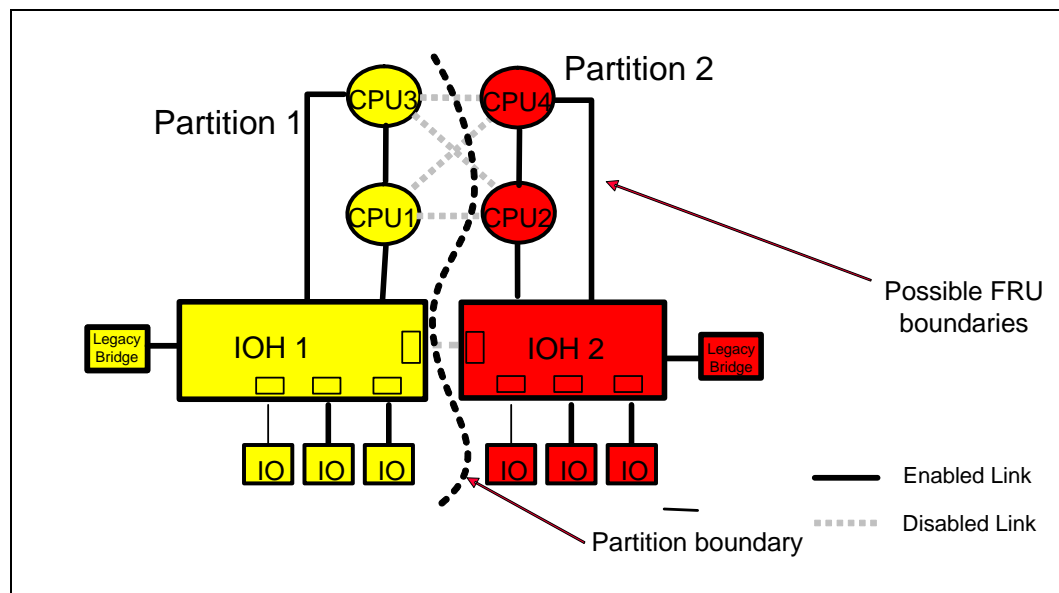 Partition 2
CPU3
CPU4
Partition 1
CPU1
CPU2
Possible FRU
boundaries
Legacy
Bridge
IOH 1
IOH 2
Legacy
Bridge
IO
IO
IO
IO
IO
IO
Enabled Link
Disabled Link
Partition boundary